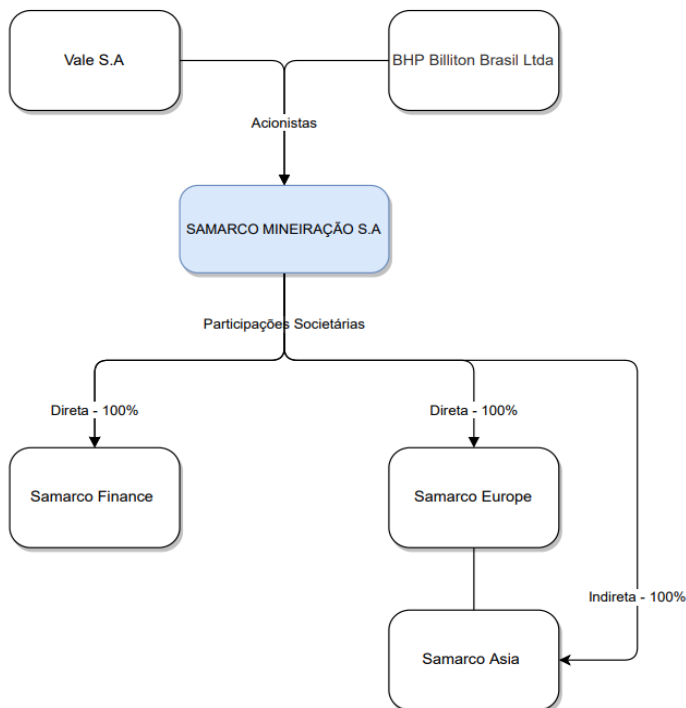 Vale S.A
BHP Billiton Brasil Ltda
Acionistas
SAMARCO MINEIRAÇÃO S.A
Participações Societárias
Direta - 100%
Direta - 100%
Samarco Finance
Samarco Europe
Indireta - 100%
Samarco Asia